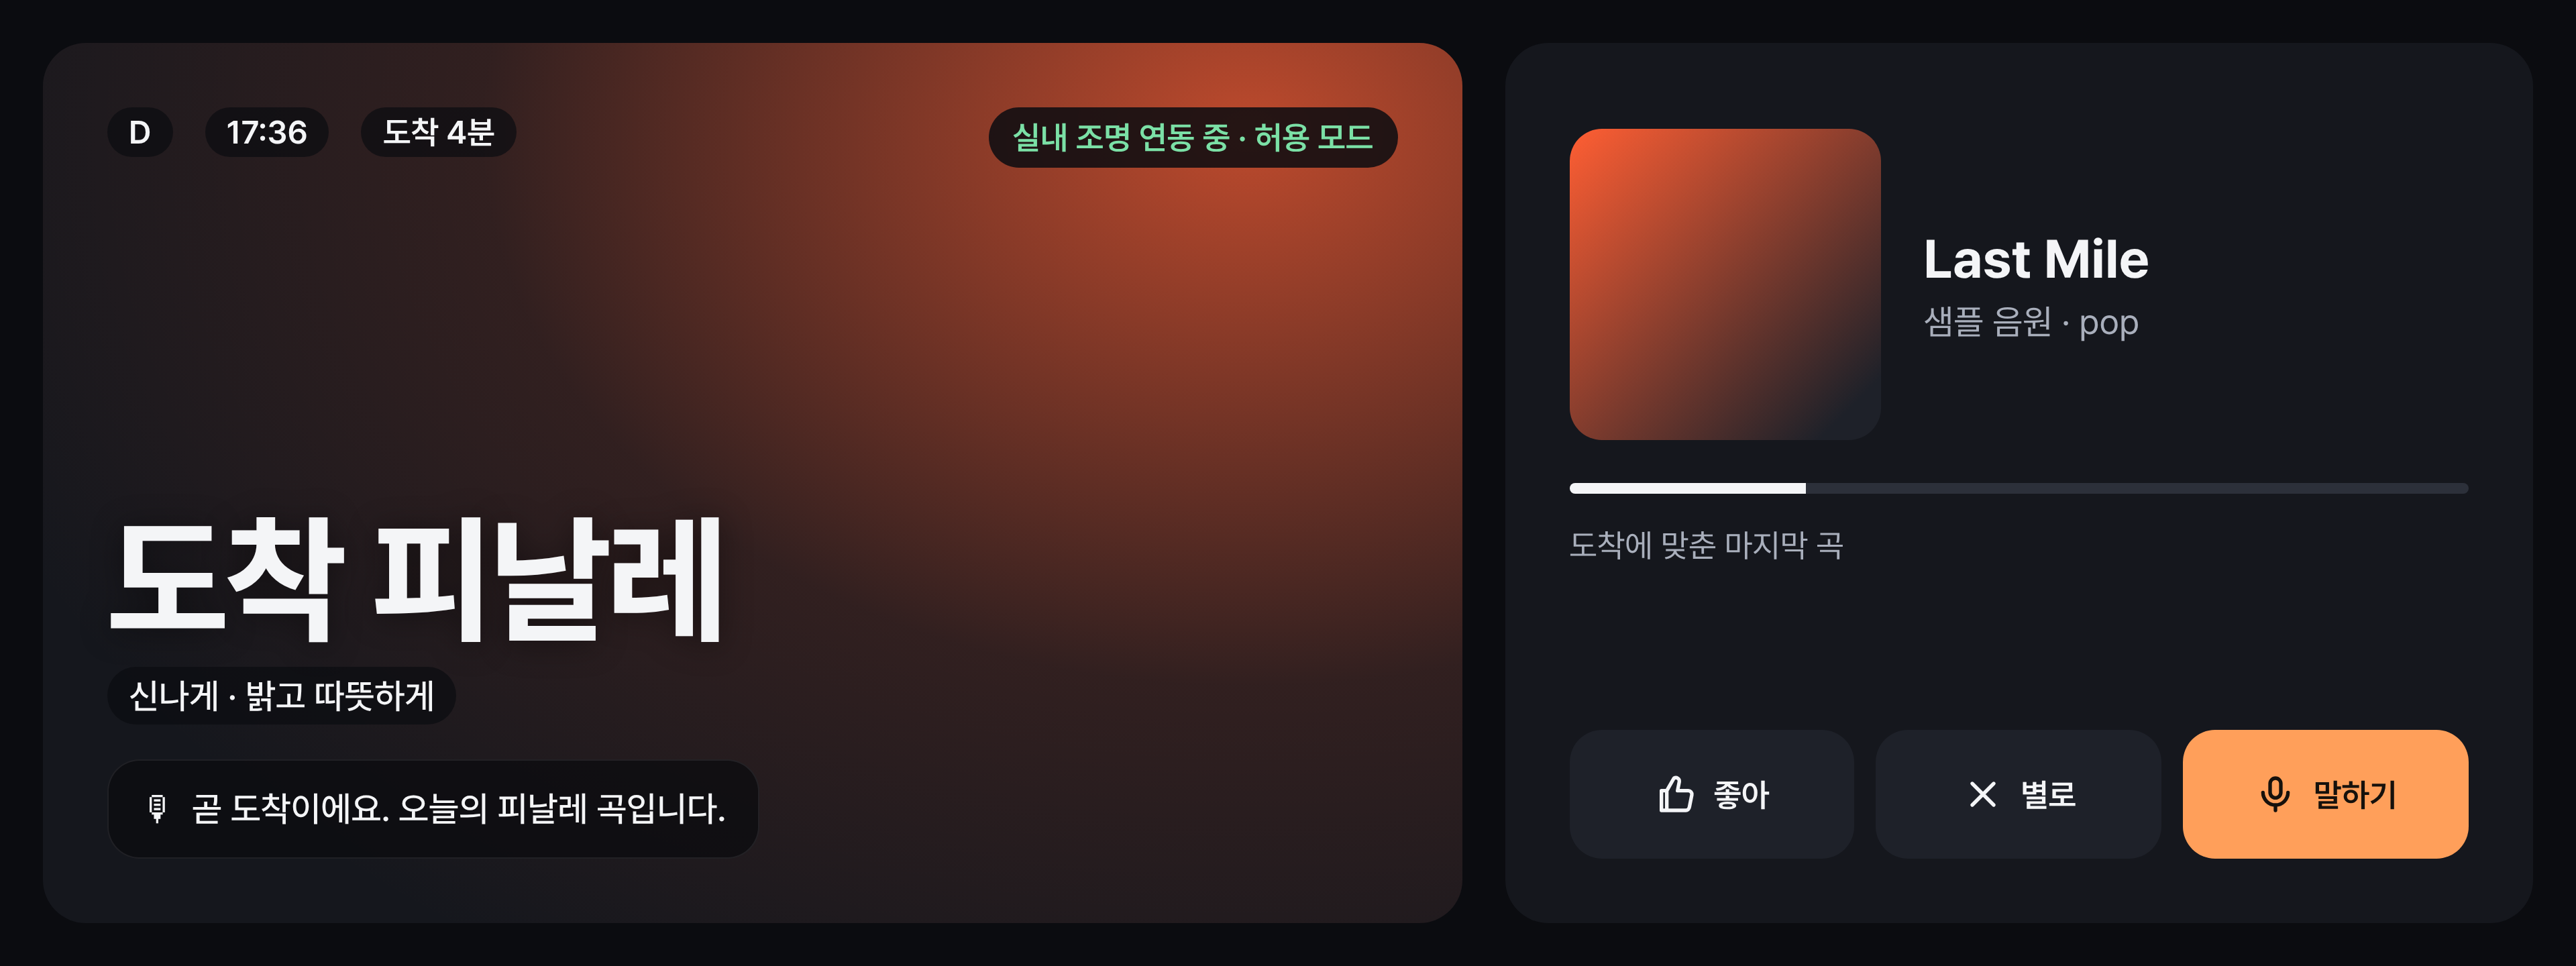 D 17:36 도착 4분
실내 조명 연동 중 · 허용 모드
도착 피날레
신나게 · 밝고 따뜻하게
곧 도착이에요. 오늘의 피날레 곡입니다.
Last Mile
샘플 음원 · pop
도착에 맞춘 마지막 곡
좋아 별로 말하기